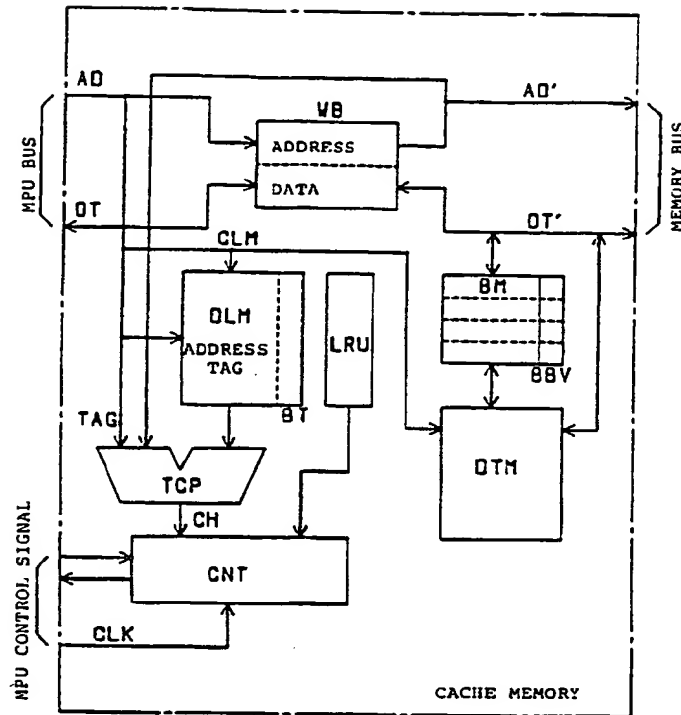 AD
AD'
WB
ADDRESS
DATA
MPU BUS
MEMORY BUS
DT
DT'
CLM
BM
DLM
ADDRESS
TAG
LRU
BBV
BT
TAG
DTM
TCP
CH
CNT
MPU CONTROL SIGNAL
CLK
CACHE MEMORY